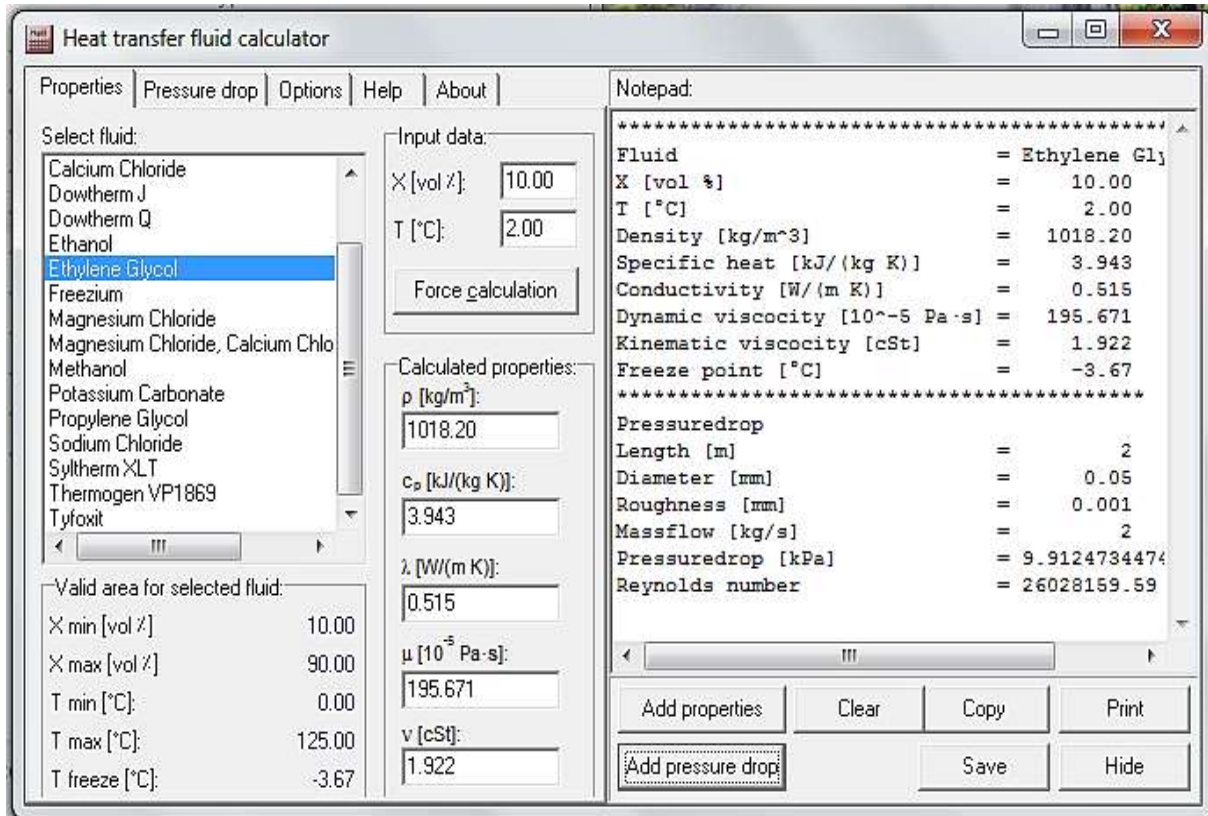 Heat transfer fluid calculator
Properties Pressure drop Options Help About
Select fluid:
Calcium Chloride
Dowtherm J
Dowtherm Q
Ethanol
Ethylene Glycol
Freezium
Magnesium Chloride
Magnesium Chloride, Calcium Chlo
Methanol
Potassium Carbonate
Propylene Glycol
Sodium Chloride
Syltherm XLT
Thermogen VP1869
Tyfoxit
Valid area for selected fluid:
X min [vol %] 10.00
X max [vol %] 90.00
T min [°C]: 0.00
T max [°C]: 125.00
T freeze [°C]: -3.67
Input data:
X [vol %]: 10.00
T [°C]: 2.00
Force calculation
Calculated properties:
ρ [kg/m³]:
1018.20
cₚ [kJ/(kg K)]:
3.943
λ [W/(m K)]:
0.515
μ [10⁻⁵ Pa·s]:
195.671
ν [cSt]:
1.922
Notepad:
*********************************************
Fluid = Ethylene Gly
X [vol %] = 10.00
T [°C] = 2.00
Density [kg/m^3] = 1018.20
Specific heat [kJ/(kg K)] = 3.943
Conductivity [W/(m K)] = 0.515
Dynamic viscocity [10^-5 Pa·s] = 195.671
Kinematic viscocity [cSt] = 1.922
Freeze point [°C] = -3.67
*******************************************
Pressuredrop
Length [m] = 2
Diameter [mm] = 0.05
Roughness [mm] = 0.001
Massflow [kg/s] = 2
Pressuredrop [kPa] = 9.9124734474
Reynolds number = 26028159.59
Add properties Clear Copy Print
Add pressure drop Save Hide